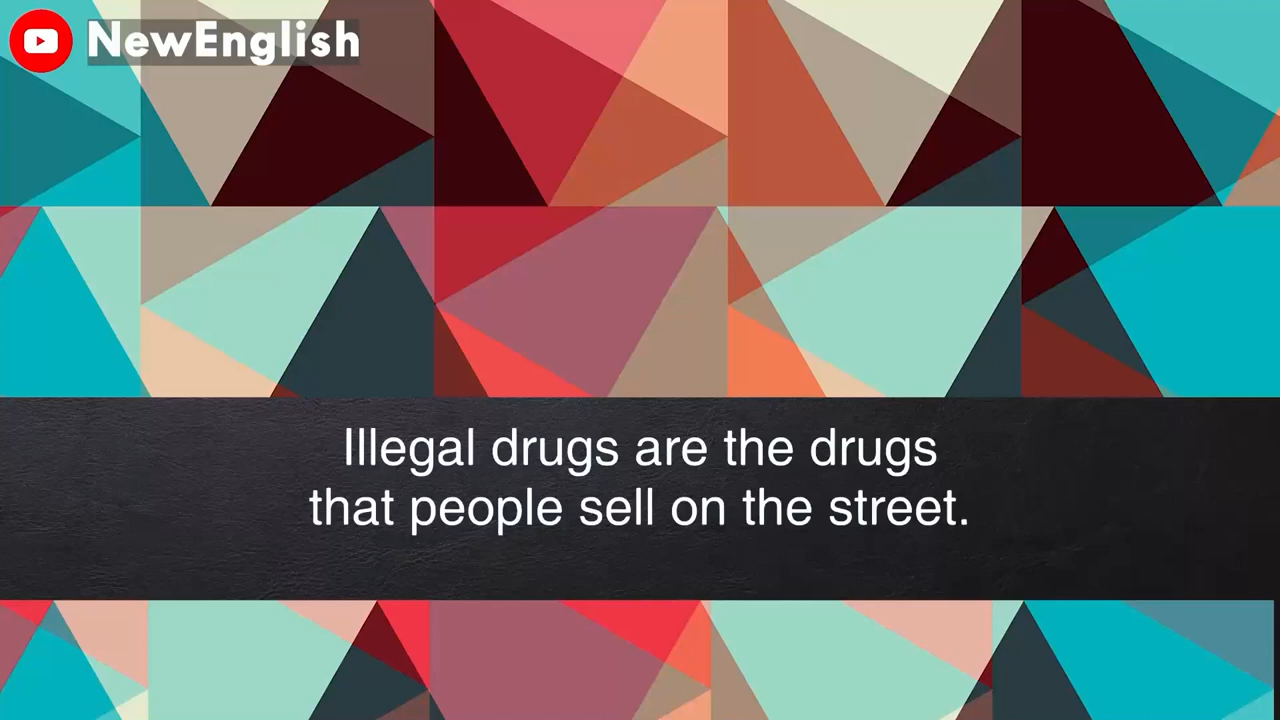 NewEnglish
Illegal drugs are the drugs
that people sell on the street.